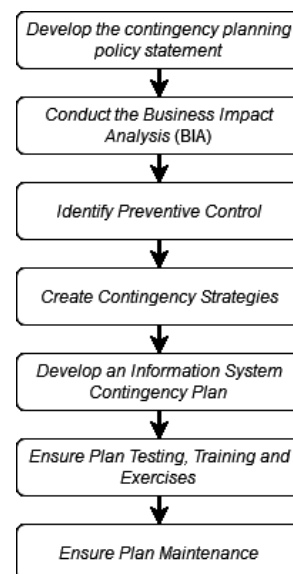 Develop the contingency planning
policy statement
Conduct the Business Impact
Analysis (BIA)
Identify Preventive Control
Create Contingency Strategies
Develop an Information System
Contingency Plan
Ensure Plan Testing, Training and
Exercises
Ensure Plan Maintenance